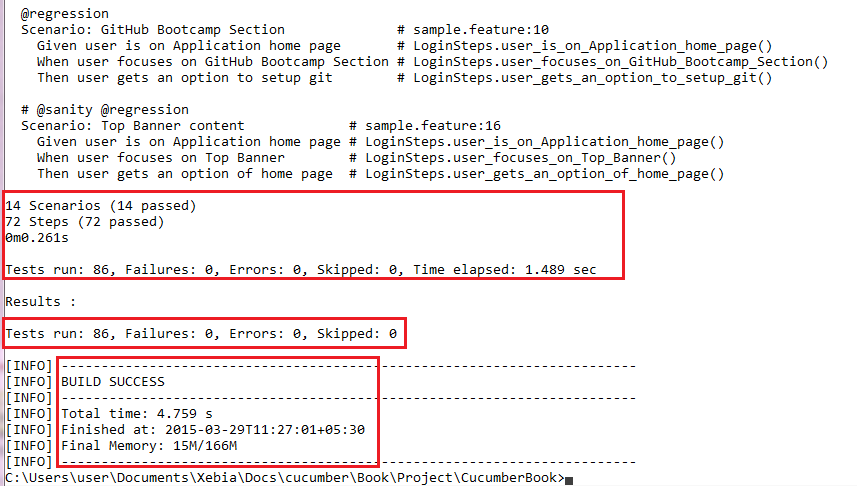 @regression
Scenario: GitHub Bootcamp Section # sample.feature:10
Given user is on Application home page # LoginSteps.user_is_on_Application_home_page()
When user focuses on GitHub Bootcamp Section # LoginSteps.user_focuses_on_GitHub_Bootcamp_Section()
Then user gets an option to setup git # LoginSteps.user_gets_an_option_to_setup_git()
# @sanity @regression
Scenario: Top Banner content # sample.feature:16
Given user is on Application home page # LoginSteps.user_is_on_Application_home_page()
When user focuses on Top Banner # LoginSteps.user_focuses_on_Top_Banner()
Then user gets an option of home page # LoginSteps.user_gets_an_option_of_home_page()
14 Scenarios (14 passed)
72 Steps (72 passed)
0m0.261s
Tests run: 86, Failures: 0, Errors: 0, Skipped: 0, Time elapsed: 1.489 sec
Results :
Tests run: 86, Failures: 0, Errors: 0, Skipped: 0
[INFO] ------------------------------------------------------------------------
[INFO] BUILD SUCCESS
[INFO] ------------------------------------------------------------------------
[INFO] Total time: 4.759 s
[INFO] Finished at: 2015-03-29T11:27:01+05:30
[INFO] Final Memory: 15M/166M
[INFO] ------------------------------------------------------------------------
C:\Users\user\Documents\Xebia\Docs\cucumber\Book\Project\CucumberBook>